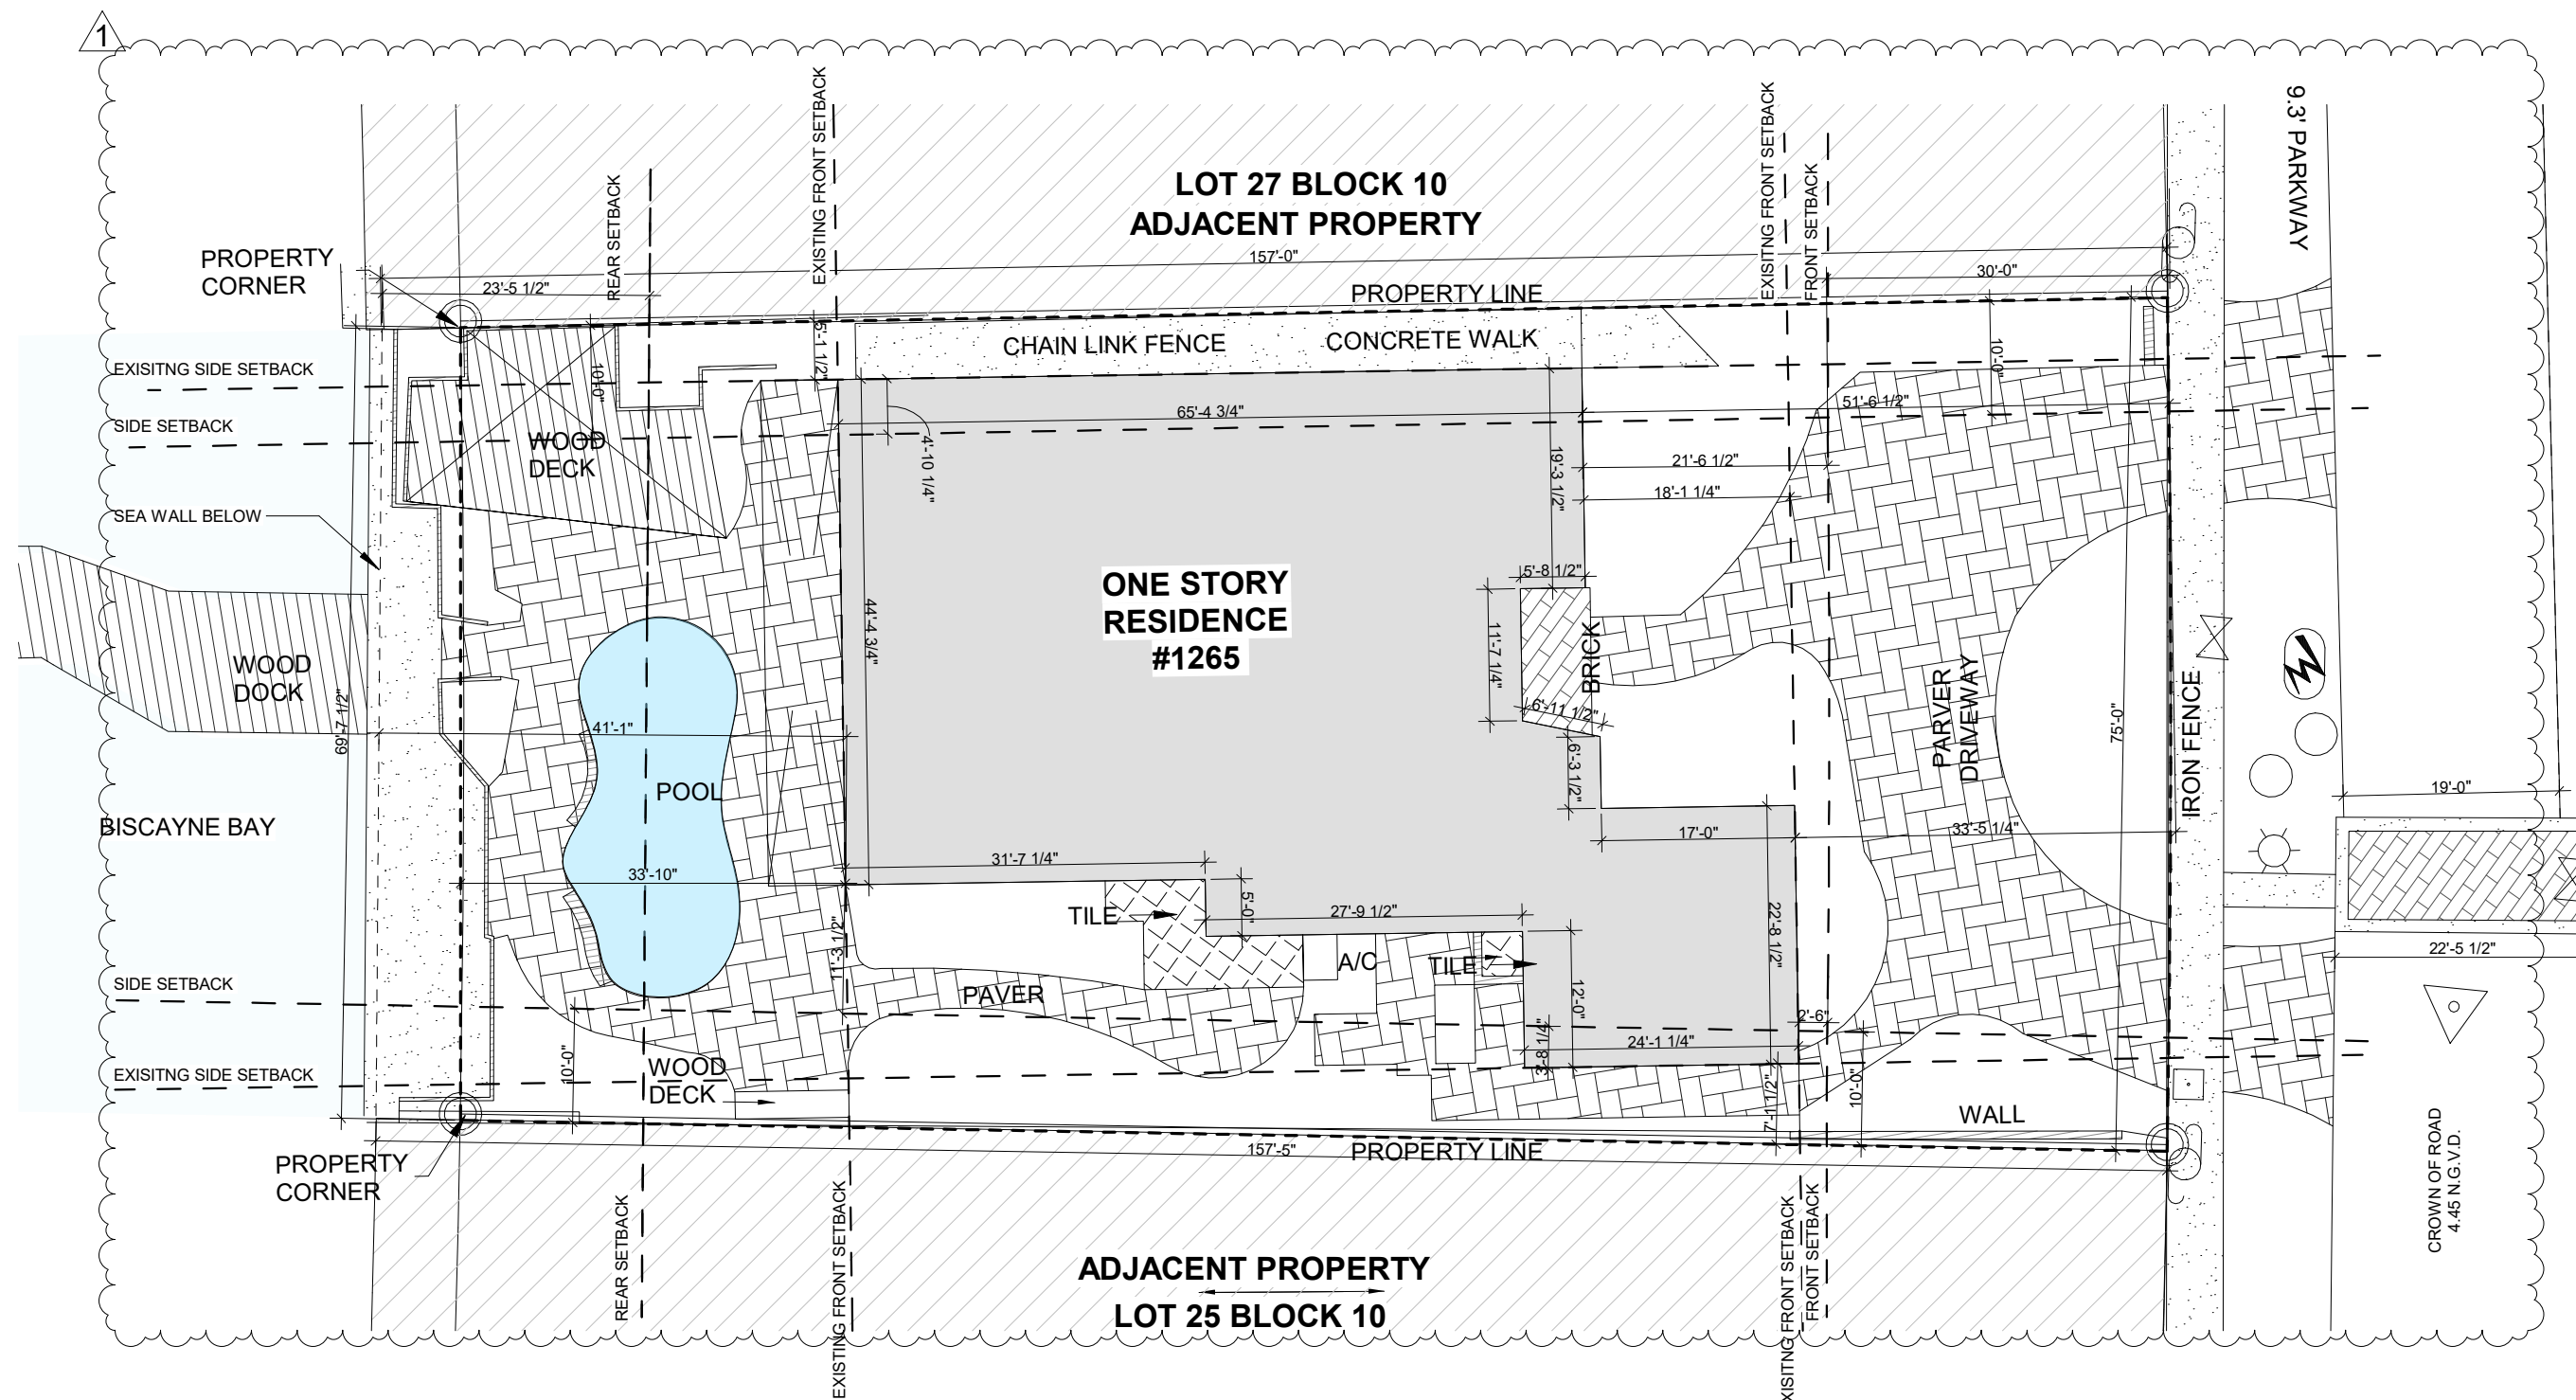 1
9.3' PARKWAY
EXISTING FRONT SETBACK
EXISITNG FRONT SETBACK
REAR SETBACK
FRONT SETBACK
LOT 27 BLOCK 10
ADJACENT PROPERTY
157'-0"
PROPERTY
CORNER
30'-0"
23'-5 1/2"
PROPERTY LINE
CHAIN LINK FENCE
CONCRETE WALK
5'-1 1/2"
10'-0"
10'-0"
EXISITNG SIDE SETBACK
65'-4 3/4"
51'-6 1/2"
SIDE SETBACK
WOOD
DECK
4'-10 1/4"
19'-3 1/2"
21'-6 1/2"
18'-1 1/4"
SEA WALL BELOW
ONE STORY
RESIDENCE
#1265
5'-8 1/2"
44'-4 3/4"
11'-7 1/4"
BRICK
WOOD
DOCK
69'-7 1/2"
6'-11 1/2"
PARVER
DRIVEWAY
75'-0"
IRON FENCE
41'-1"
6'-3 1/2"
POOL
19'-0"
BISCAYNE BAY
17'-0"
33'-5 1/4"
31'-7 1/4"
33'-10"
TILE
5'-0"
27'-9 1/2"
22'-8 1/2"
11'-3 1/2"
22'-5 1/2"
A/C
TILE
SIDE SETBACK
PAVER
12'-0"
2'-6"
3'-8 1/4"
24'-1 1/4"
10'-0"
WOOD
DECK
EXISITNG SIDE SETBACK
7'-1 1/2"
10'-0"
WALL
CROWN OF ROAD
4.45 N.G.V.D.
157'-5"
PROPERTY LINE
PROPERTY
CORNER
REAR SETBACK
EXISTING FRONT SETBACK
EXISITNG FRONT SETBACK
FRONT SETBACK
ADJACENT PROPERTY
LOT 25 BLOCK 10